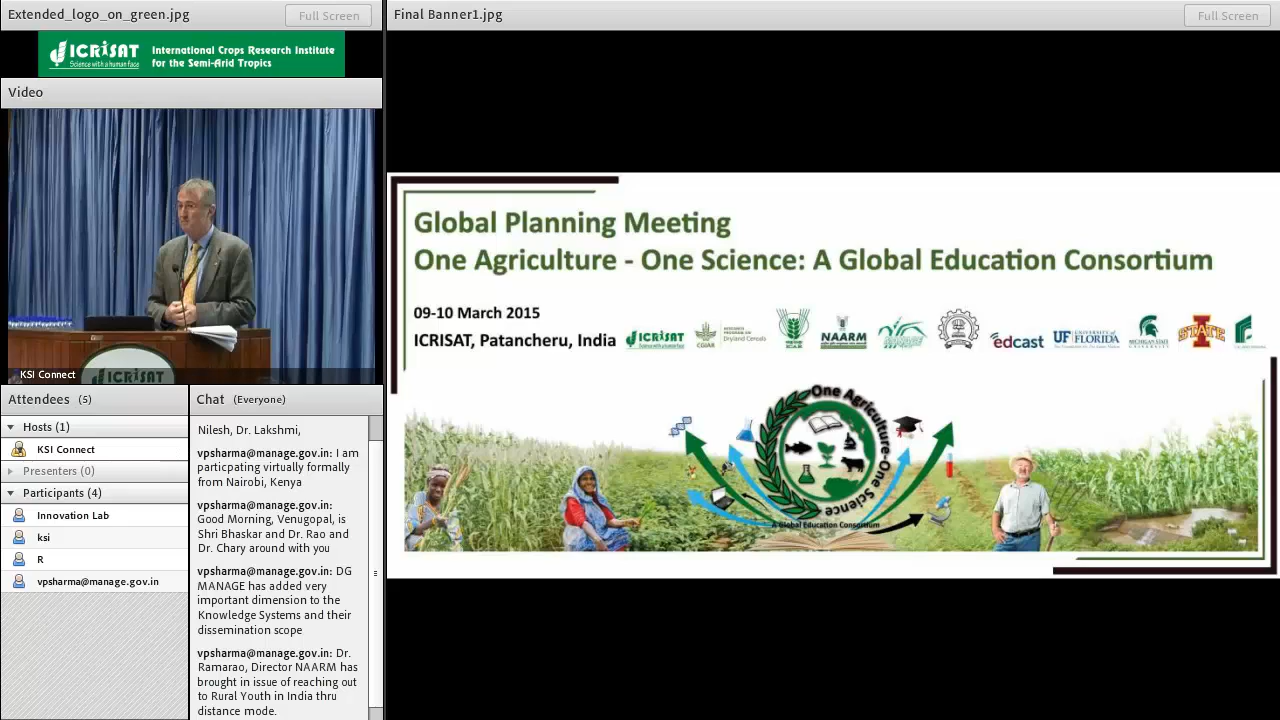 Extended_logo_on_green.jpg
Full Screen
ICRISAT
Science with a human face
International Crops Research Institute
for the Semi-Arid Tropics
Video
KSI Connect
ICRISAT
Attendees (5)
Hosts (1)
KSI Connect
Presenters (0)
Participants (4)
Innovation Lab
ksi
R
vpsharma@manage.gov.in
Chat (Everyone)
Nilesh, Dr. Lakshmi,
vpsharma@manage.gov.in: I am
particpating virtually formally
from Nairobi, Kenya
vpsharma@manage.gov.in:
Good Morning, Venugopal, is
Shri Bhaskar and Dr. Rao and
Dr. Chary around with you
vpsharma@manage.gov.in: DG
MANAGE has added very
important dimension to the
Knowledge Systems and their
dissemination scope
vpsharma@manage.gov.in: Dr.
Ramarao, Director NAARM has
brought in issue of reaching out
to Rural Youth in India thru
distance mode.
Final Banner1.jpg
Full Screen
Global Planning Meeting
One Agriculture - One Science: A Global Education Consortium
09-10 March 2015
ICRISAT, Patancheru, India
ICRISAT
CGIAR
Dryland Cereals
NAARM
edcast
UF UNIVERSITY of
FLORIDA
MICHIGAN STATE
UNIVERSITY
IOWA
STATE
One Agriculture-One Science
A Global Education Consortium